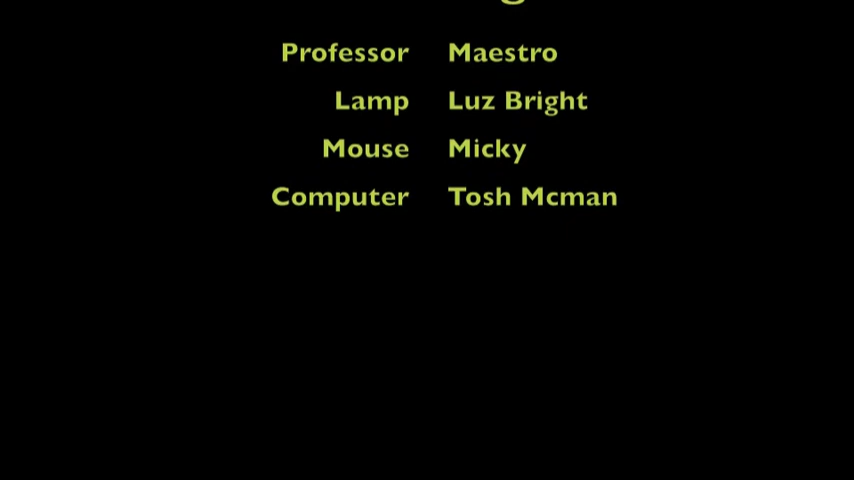 Professor Maestro
Lamp Luz Bright
Mouse Micky
Computer Tosh Mcman